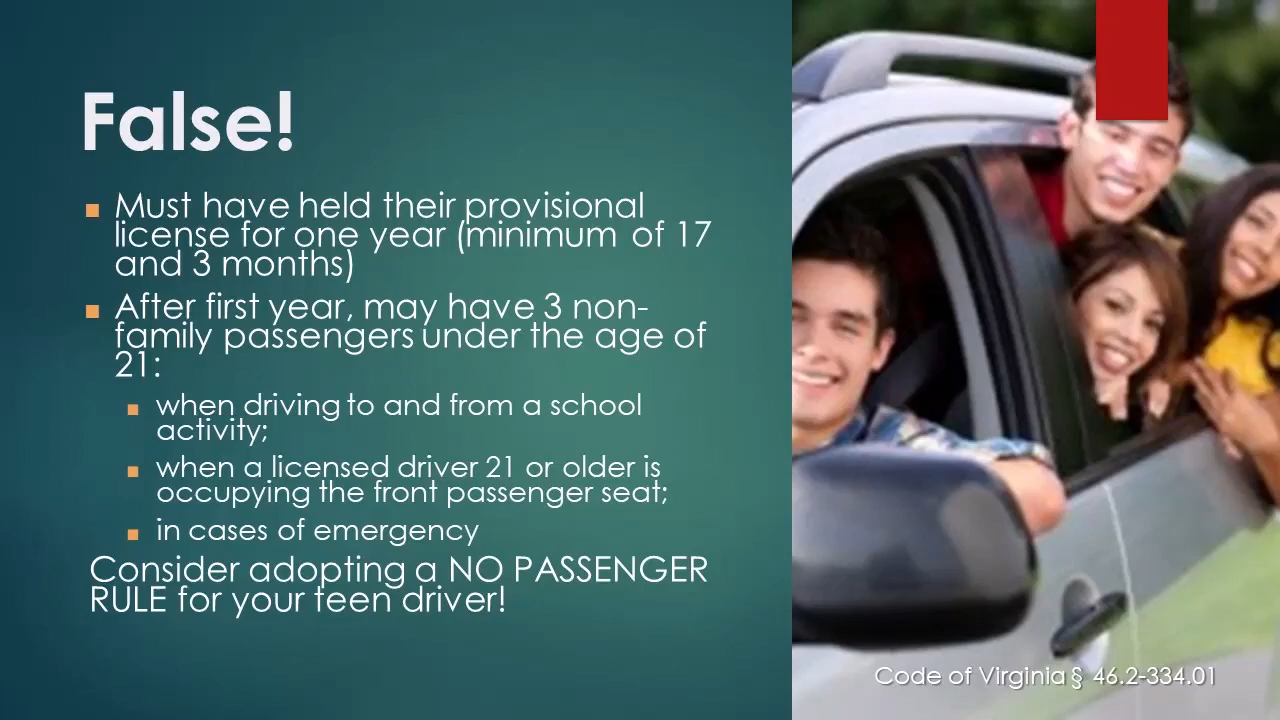 False!
Must have held their provisional
license for one year (minimum of 17
and 3 months)
After first year, may have 3 non-
family passengers under the age of
21:
when driving to and from a school
activity;
when a licensed driver 21 or older is
occupying the front passenger seat;
in cases of emergency
Consider adopting a NO PASSENGER
RULE for your teen driver!
Code of Virginia § 46.2-334.01